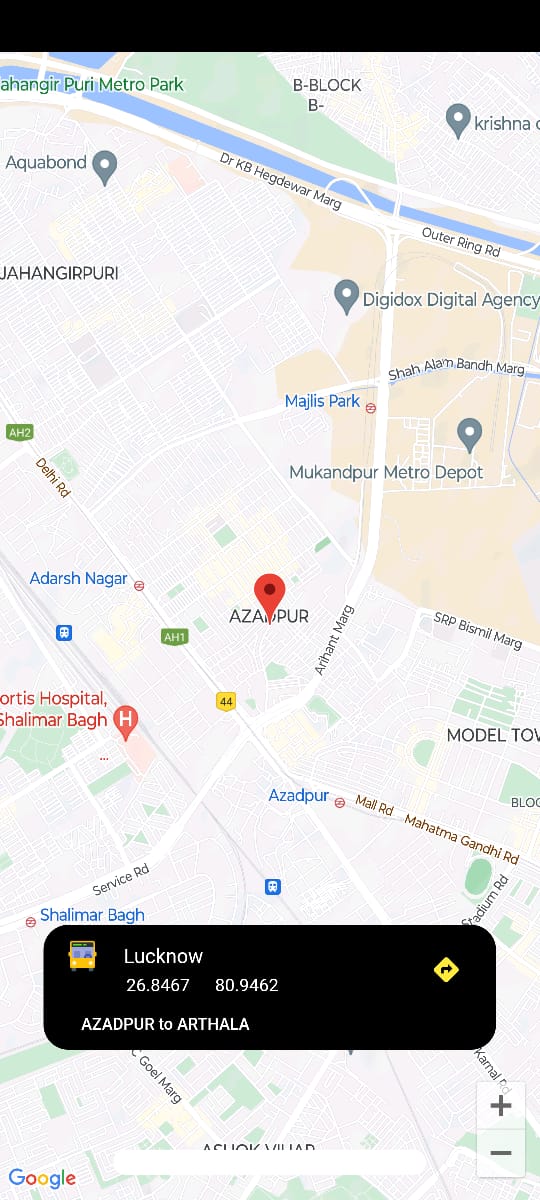 ahangir Puri Metro Park
B-BLOCK
B-
krishna
Aquabond
Dr KB Hegdewar Marg
Outer Ring Rd
JAHANGIRPURI
Digidox Digital Agency
Shah Alam Bandh Marg
Majlis Park
AH2
Mukandpur Metro Depot
Delhi Rd
Adarsh Nagar
AZADPUR
SRP Bismil Marg
AH1
Arihant Marg
ortis Hospital,
Shalimar Bagh
H
...
44
MODEL TOW
Azadpur
Mall Rd
Mahatma Gandhi Rd
BLOC
Service Rd
Stadium Rd
Shalimar Bagh
Lucknow
26.8467 80.9462
AZADPUR to ARTHALA
C Goel Marg
Karnal Rd
+
ASHOK VIHAR
−
Google